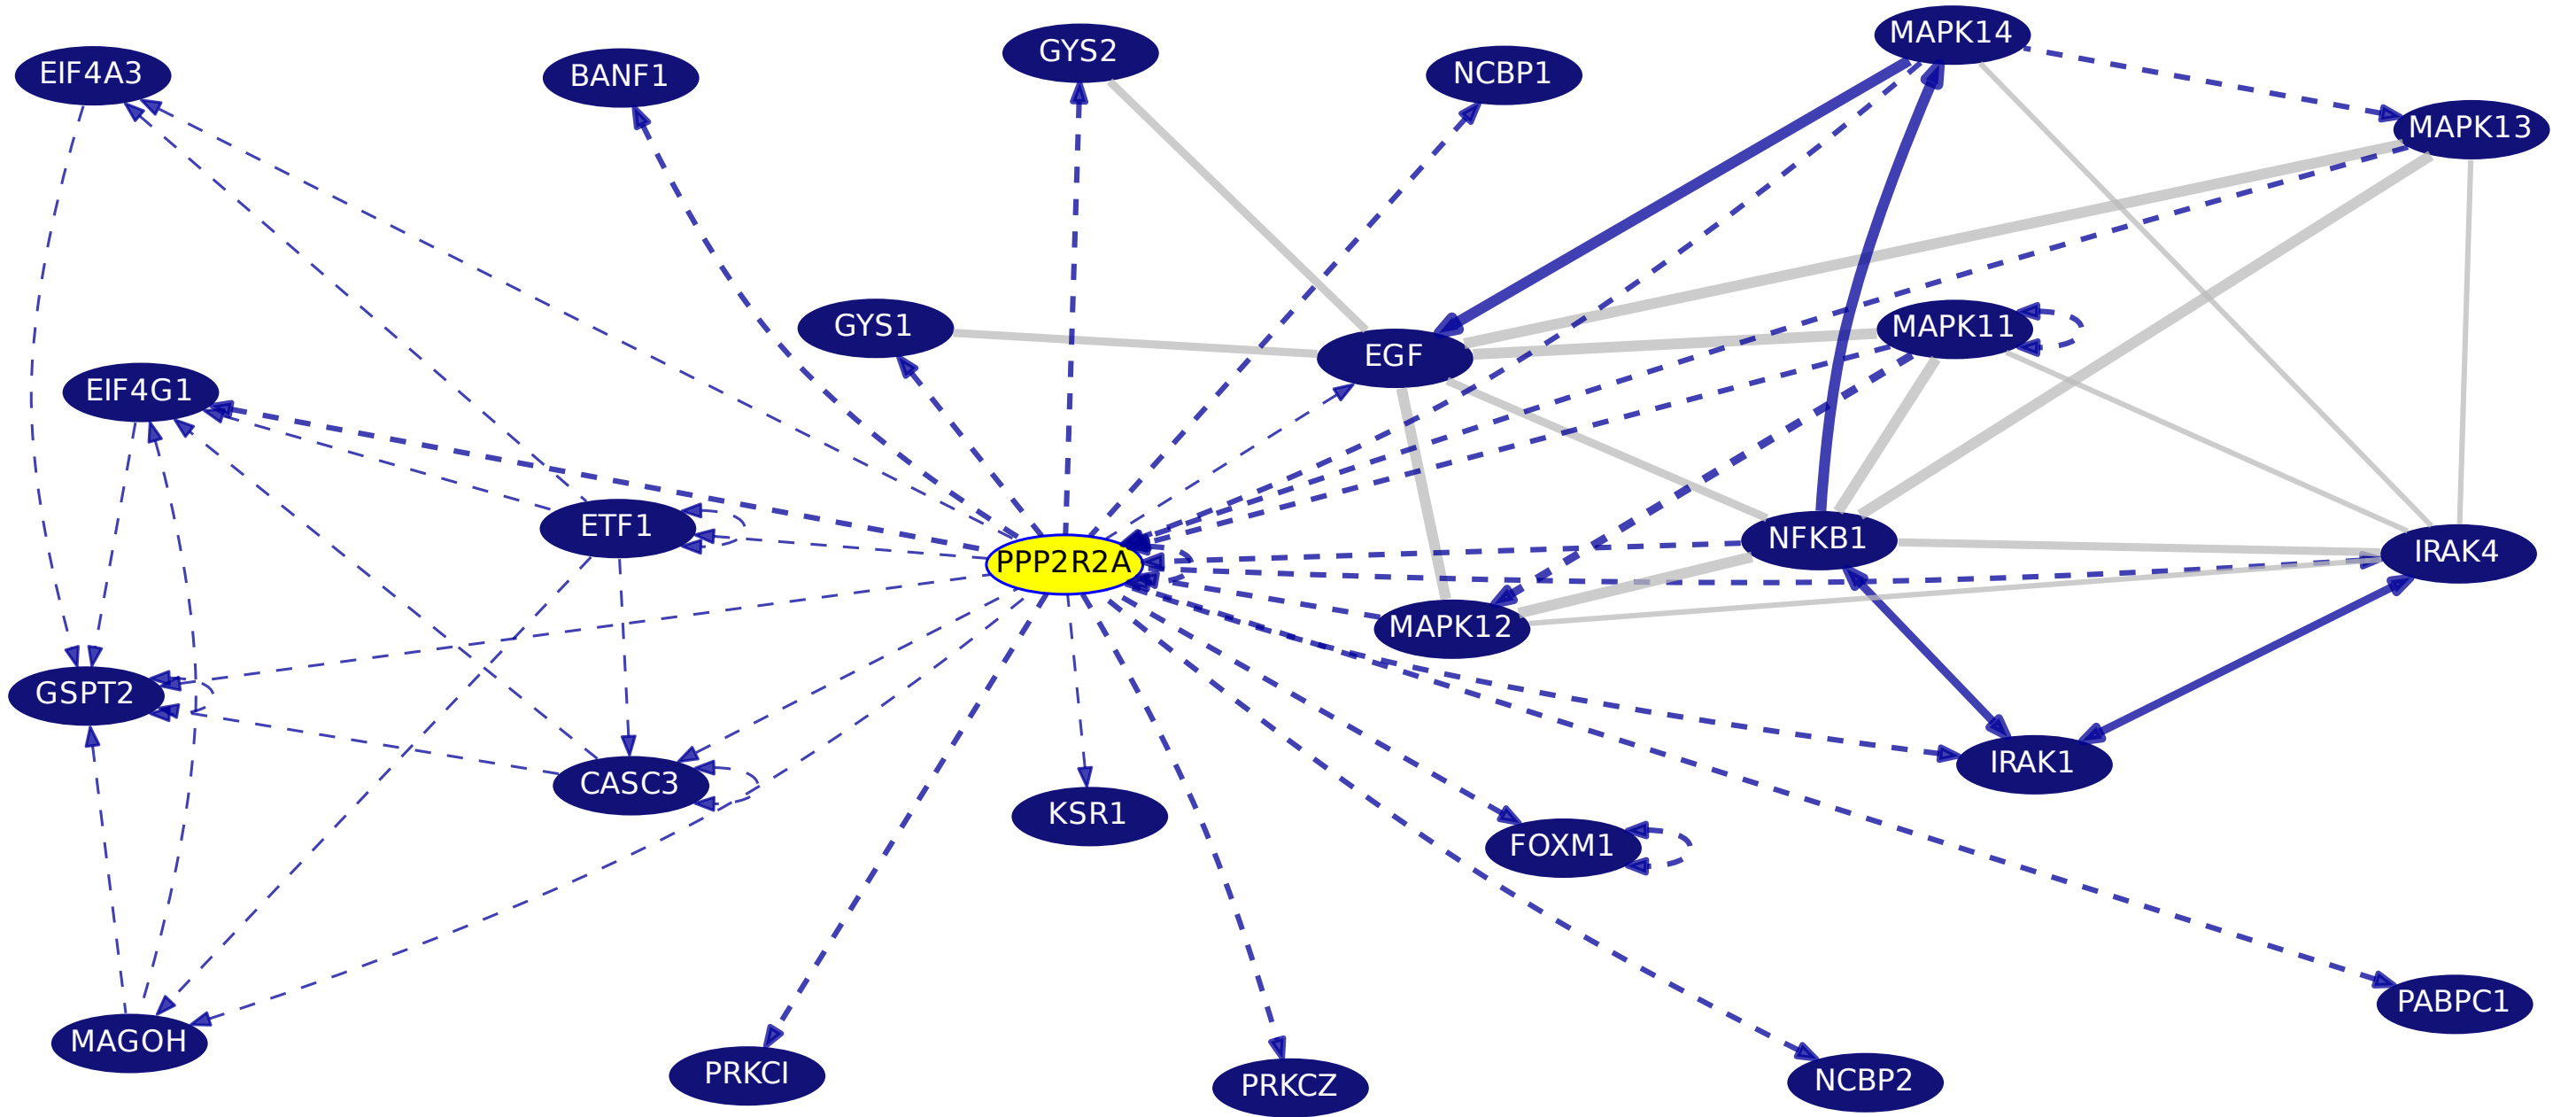 MAPK14
GYS2
EIF4A3
BANF1
NCBP1
MAPK13
GYS1
MAPK11
EGF
EIF4G1
ETF1
NFKB1
IRAK4
PPP2R2A
MAPK12
GSPT2
IRAK1
CASC3
KSR1
FOXM1
PABPC1
MAGOH
PRKCI
NCBP2
PRKCZ